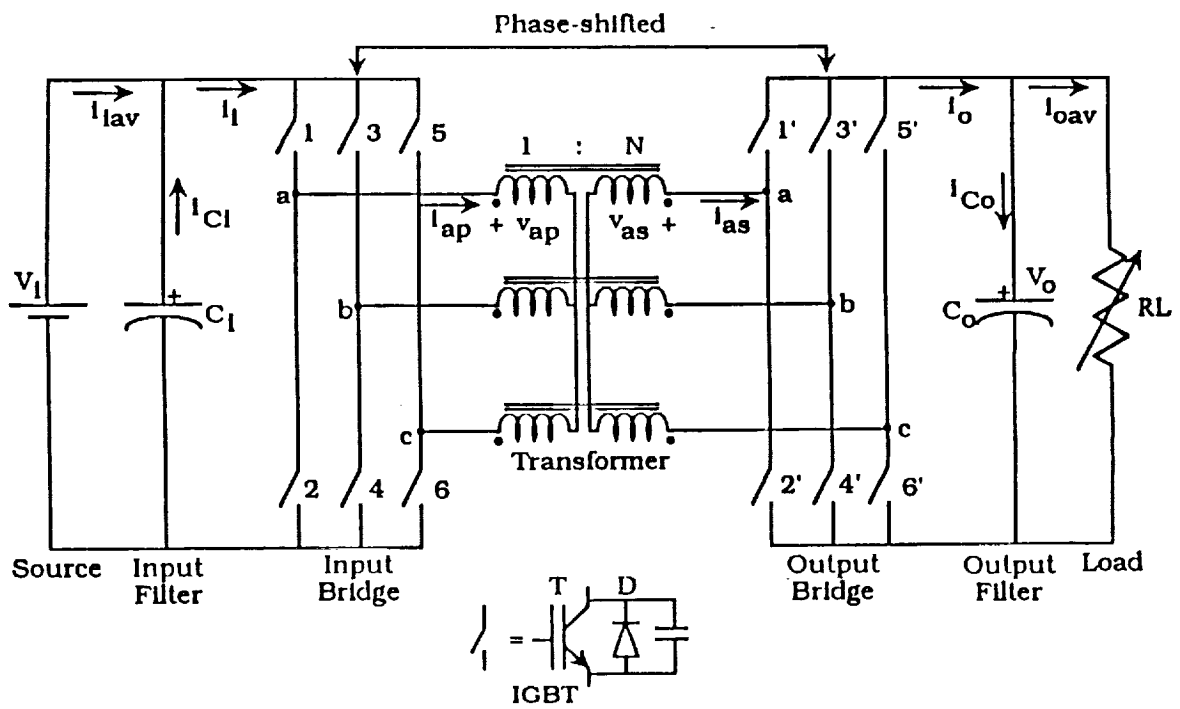 Phase-shifted
i_iav
i_i
1
3
5
1'
3'
5'
i_o
i_oav
1 : N
a
a
i_Ci
i_ap
+ v_ap
v_as +
i_as
i_Co
V_i
+
C_i
b
b
+
V_o
C_o
RL
c
c
Transformer
2
4
6
2'
4'
6'
Source
Input
Filter
Input
Bridge
Output
Bridge
Output
Filter
Load
T
D
=
IGBT